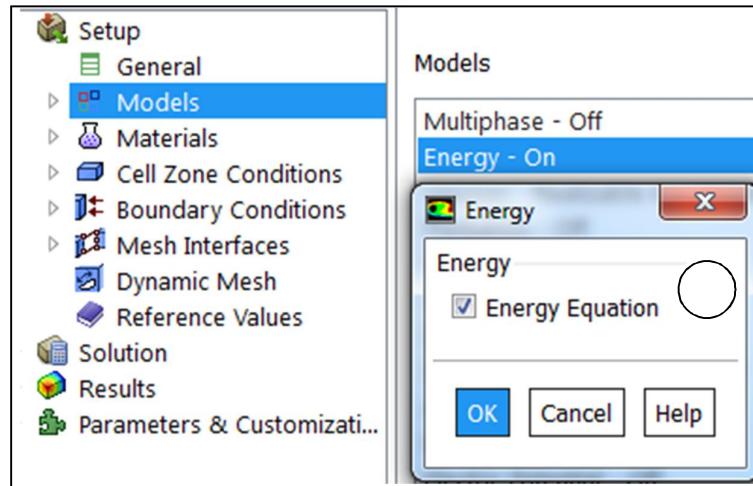 Setup
General
Models
Materials
Cell Zone Conditions
Boundary Conditions
Mesh Interfaces
Dynamic Mesh
Reference Values
Solution
Results
Parameters & Customizati...
Models
Multiphase - Off
Energy - On
Energy
Energy
Energy Equation
OK Cancel Help